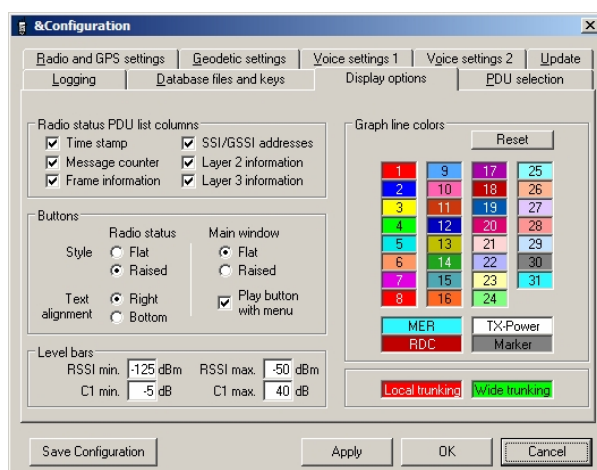 &Configuration
Radio and GPS settings Geodetic settings Voice settings 1 Voice settings 2 Update
Logging Database files and keys Display options PDU selection
Radio status PDU list columns
Time stamp SSI/GSSI addresses
Message counter Layer 2 information
Frame information Layer 3 information
Buttons
Radio status Main window
Style Flat Flat
Raised Raised
Text alignment Right Play button with menu
Bottom
Level bars
RSSI min. -125 dBm RSSI max. -50 dBm
C1 min. -5 dB C1 max. 40 dB
Graph line colors
Reset
1 9 17 25
2 10 18 26
3 11 19 27
4 12 20 28
5 13 21 29
6 14 22 30
7 15 23 31
8 16 24
MER TX-Power
RDC Marker
Local trunking Wide trunking
Save Configuration Apply OK Cancel